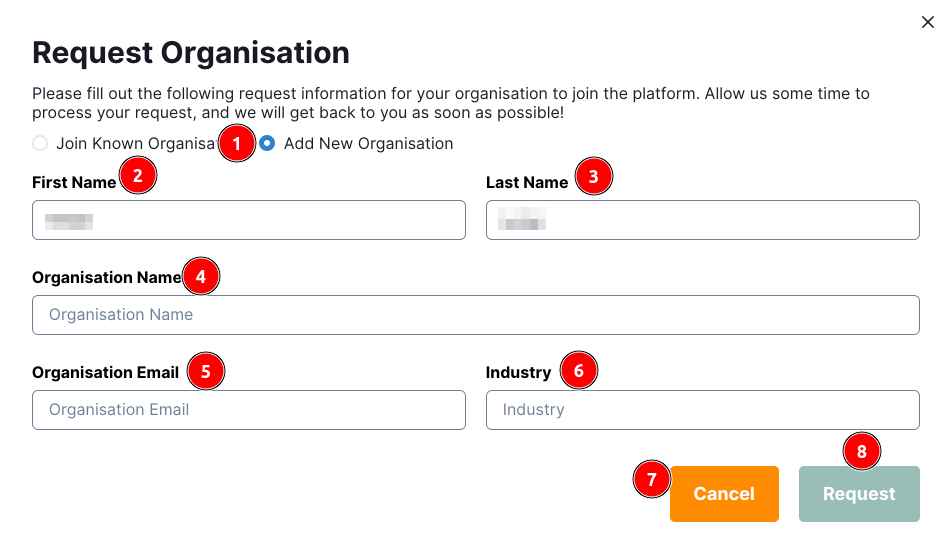 Request Organisation
Please fill out the following request information for your organisation to join the platform. Allow us some time to
process your request, and we will get back to you as soon as possible!
Join Known Organisa 1 Add New Organisation
First Name 2 Last Name 3
Organisation Name 4
Organisation Name
Organisation Email 5 Industry 6
Organisation Email Industry
7 Cancel 8 Request